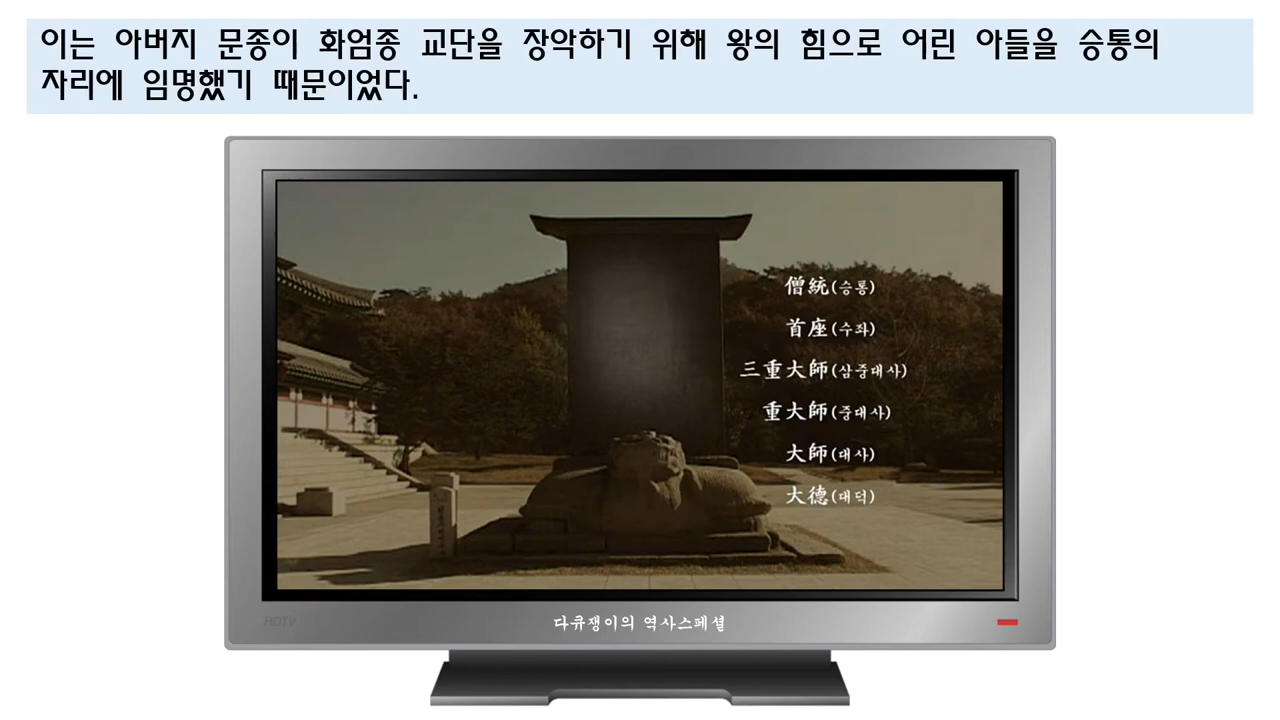 이는 아버지 문종이 화엄종 교단을 장악하기 위해 왕의 힘으로 어린 아들을 승통의
자리에 임명했기 때문이었다.
僧統(승통)
首座(수좌)
三重大師(삼중대사)
重大師(중대사)
大師(대사)
大德(대덕)
HDTV
다큐쟁이의 역사스페셜